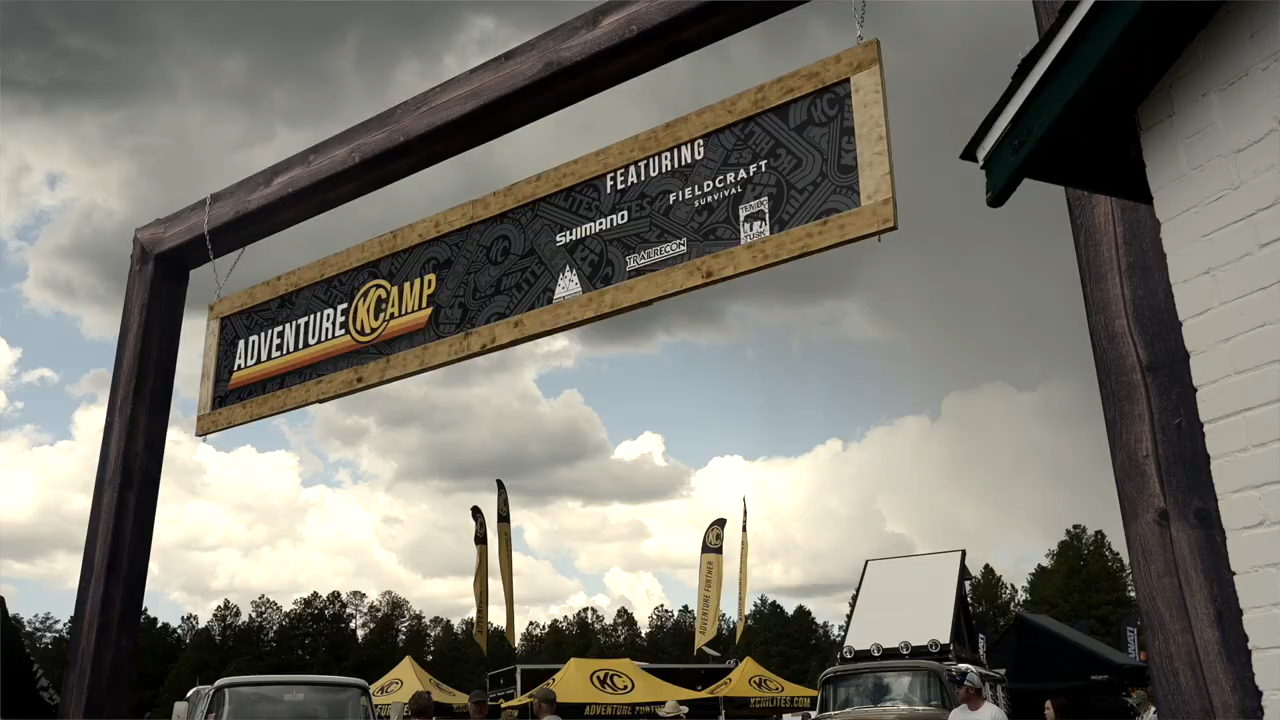 FEATURING
FIELDCRAFT
SURVIVAL
SHIMANO
TRAILRECON
TEMBO
TUSK
ADVENTURE KCAMP
KC
KC
ADVENTURE FURTHER
KC
KC
KC
ADVENTURE FURTHER
KCHILITES.COM